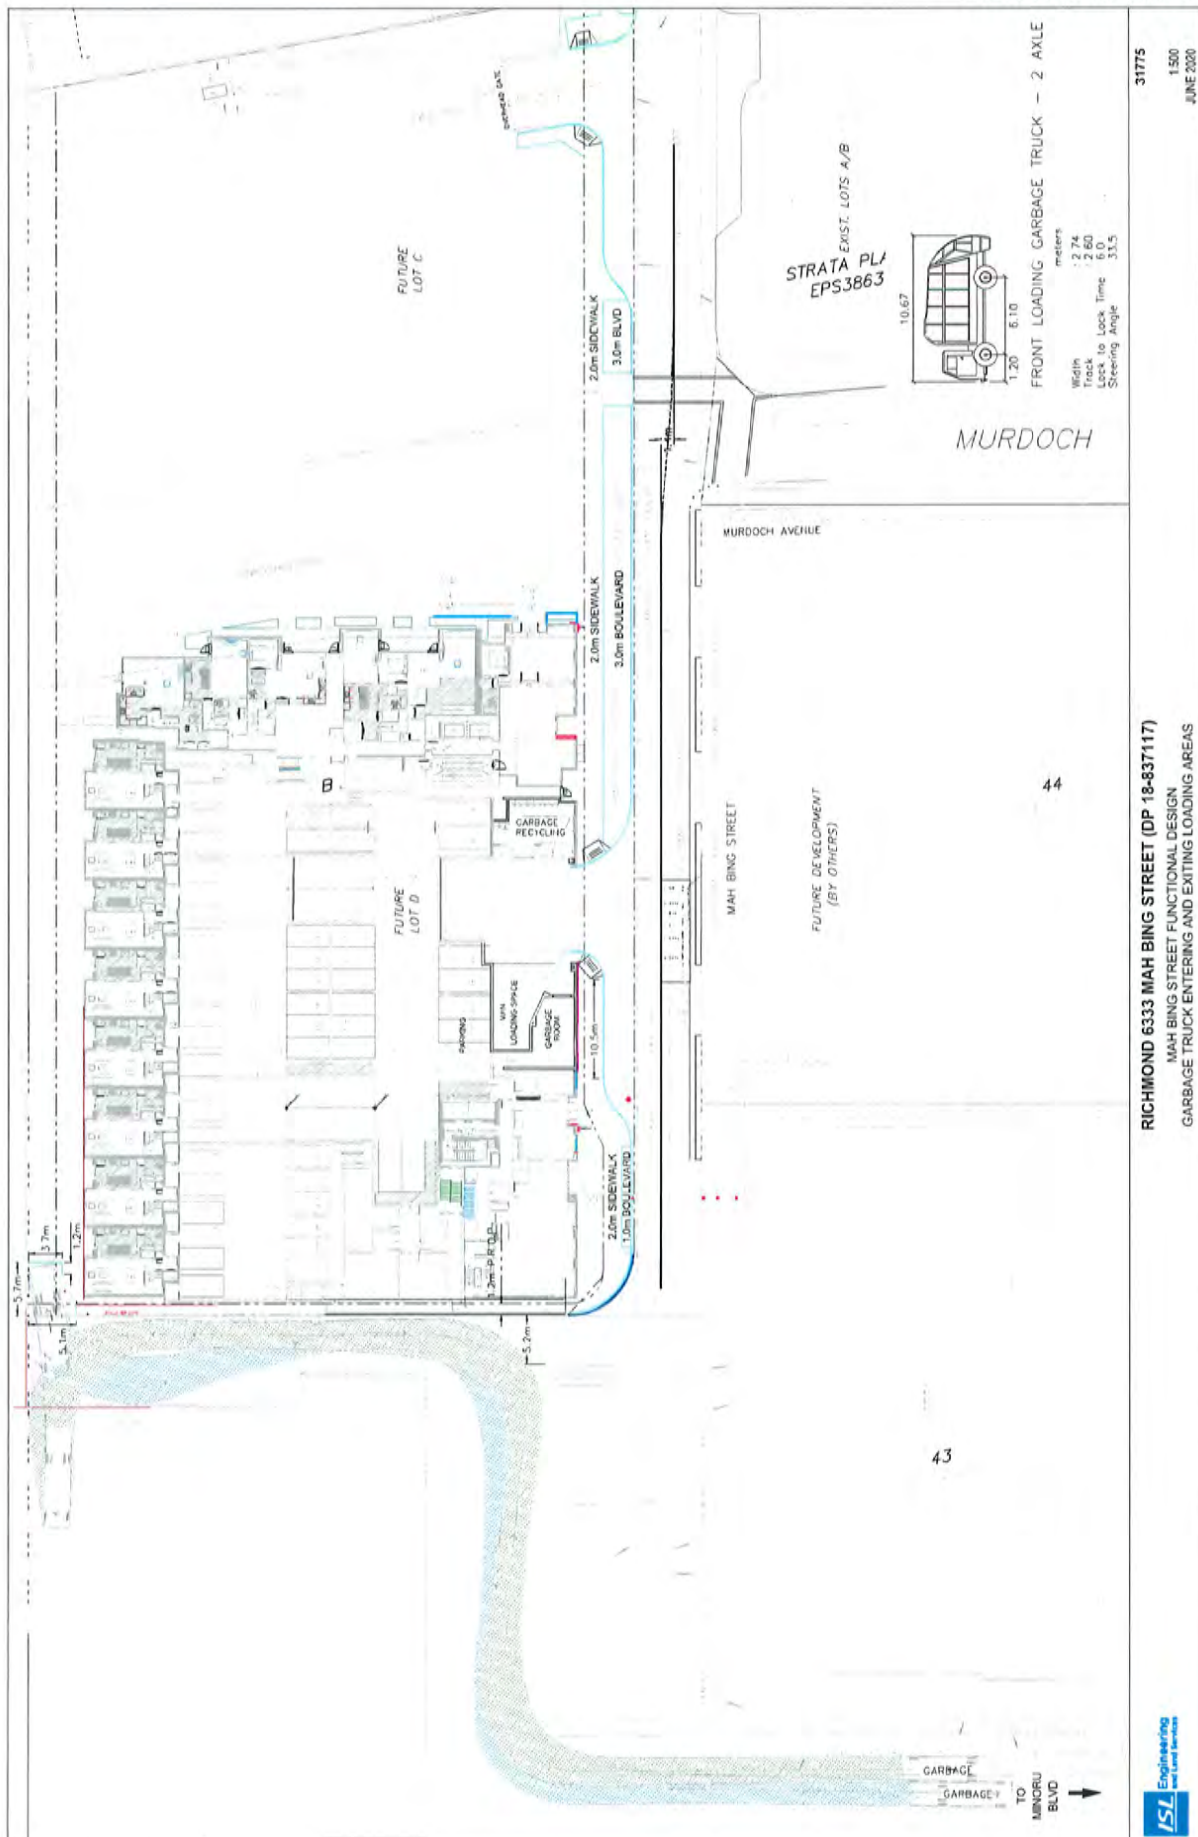 OVERHEAD GATE
FUTURE
LOT C
2.0m SIDEWALK
3.0m BLVD
EXIST. LOTS A/B
STRATA PLA
EPS3863
10.67
1.20
6.10
FRONT LOADING GARBAGE TRUCK - 2 AXLE
meters
Width : 2.74
Track : 2.60
Lock to Lock Time : 6.0
Steering Angle : 33.5
MURDOCH
MURDOCH AVENUE
2.0m SIDEWALK
3.0m BOULEVARD
B
GARBAGE
RECYCLING
FUTURE
LOT D
MAH BING STREET
FUTURE DEVELOPMENT
(BY OTHERS)
44
PARKING
VAN
LOADING SPACE
GARBAGE
ROOM
10.5m
2.0m SIDEWALK
1.0m BOULEVARD
5.7m
3.7m
1.2m
5.1m
5.2m
43
GARBAGE
GARBAGE
TO
MINORU
BLVD
31775
1:500
JUNE 2020
RICHMOND 6333 MAH BING STREET (DP 18-837117)
MAH BING STREET FUNCTIONAL DESIGN
GARBAGE TRUCK ENTERING AND EXITING LOADING AREAS
ISL Engineering
and Land Services